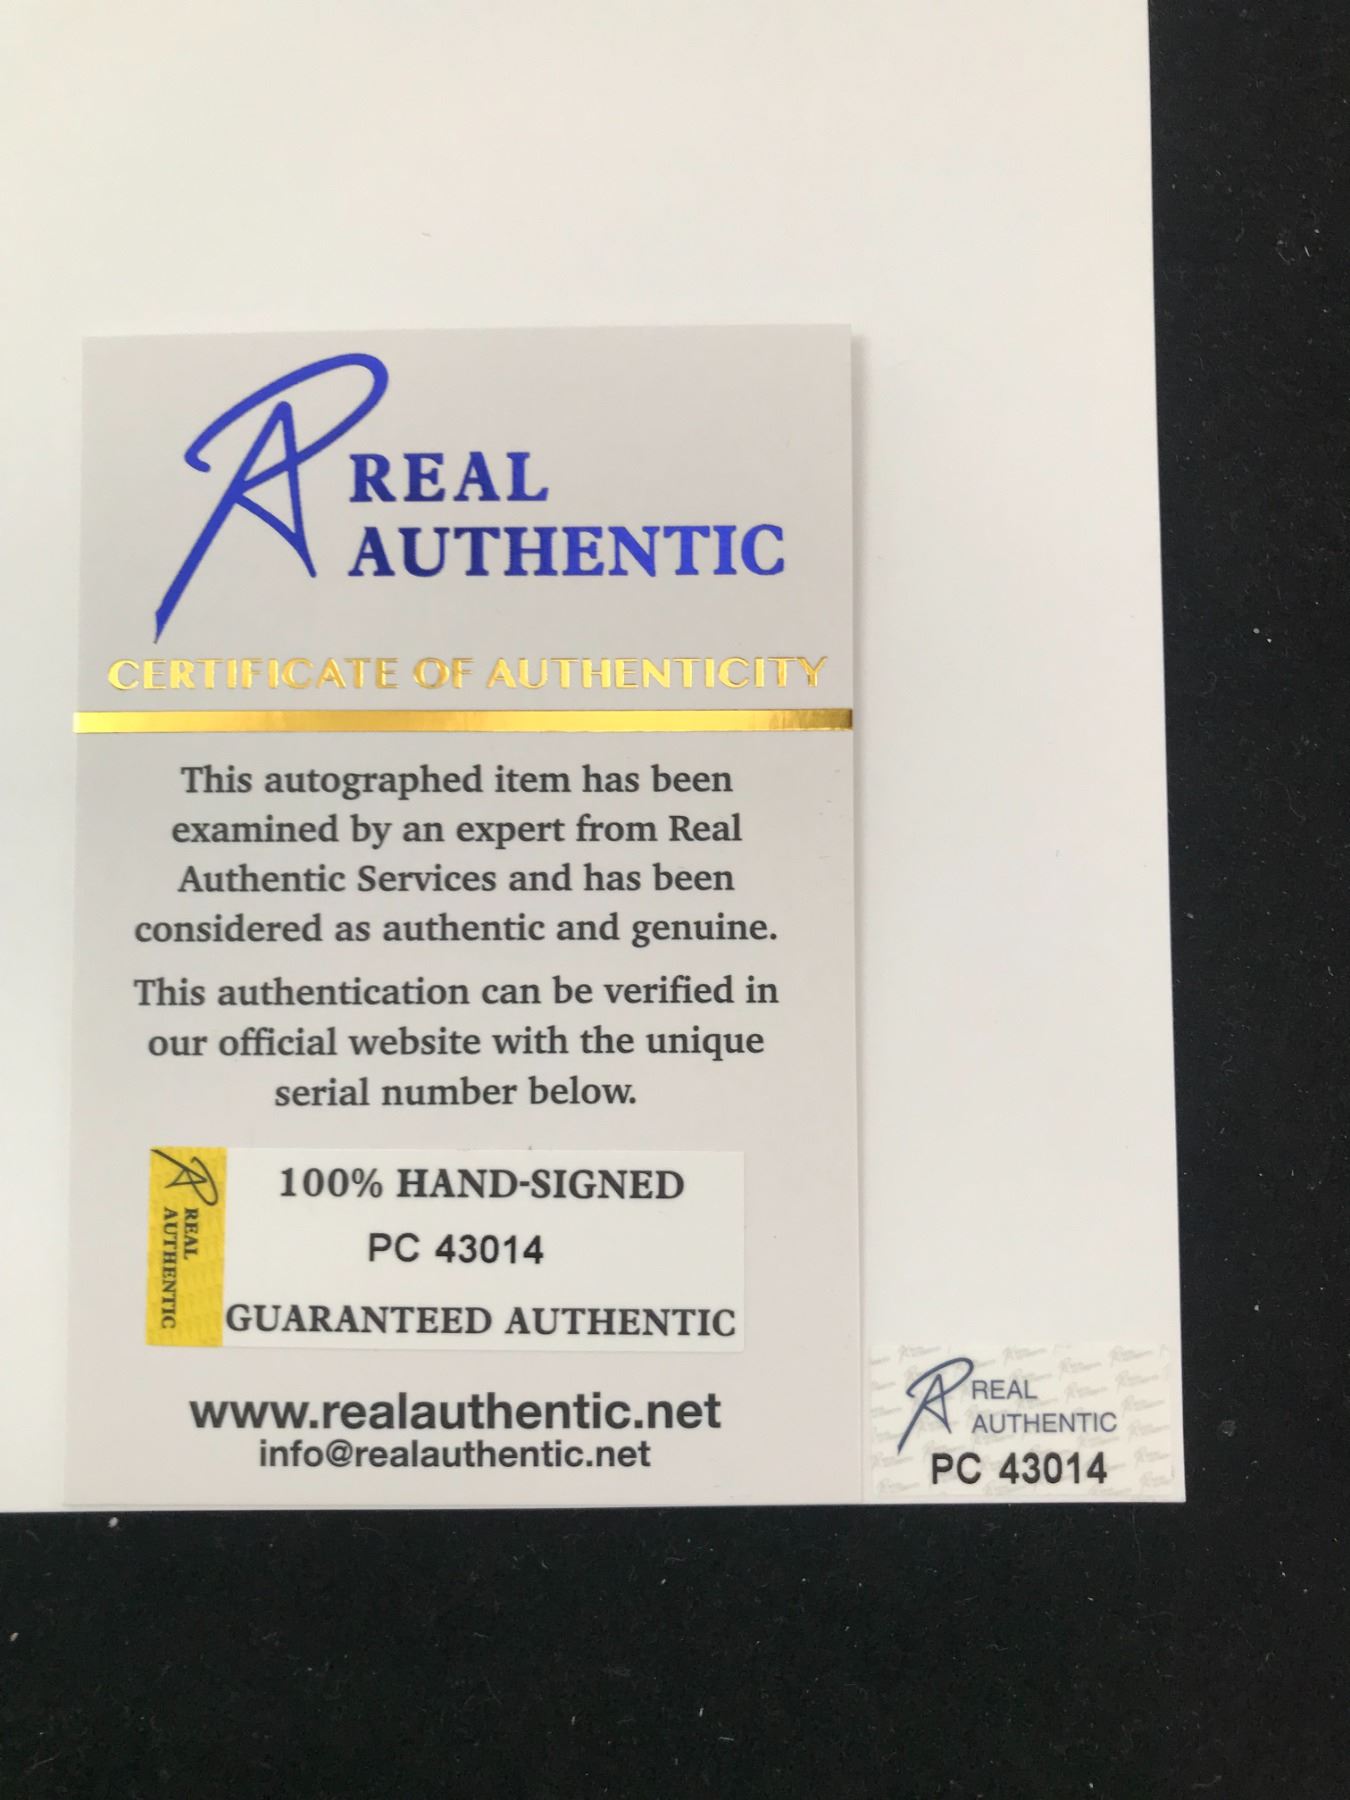 REAL
AUTHENTIC
CERTIFICATE OF AUTHENTICITY
This autographed item has been
examined by an expert from Real
Authentic Services and has been
considered as authentic and genuine.
This authentication can be verified in
our official website with the unique
serial number below.
REAL
AUTHENTIC
100% HAND-SIGNED
PC 43014
GUARANTEED AUTHENTIC
www.realauthentic.net
info@realauthentic.net
REAL
AUTHENTIC
PC 43014